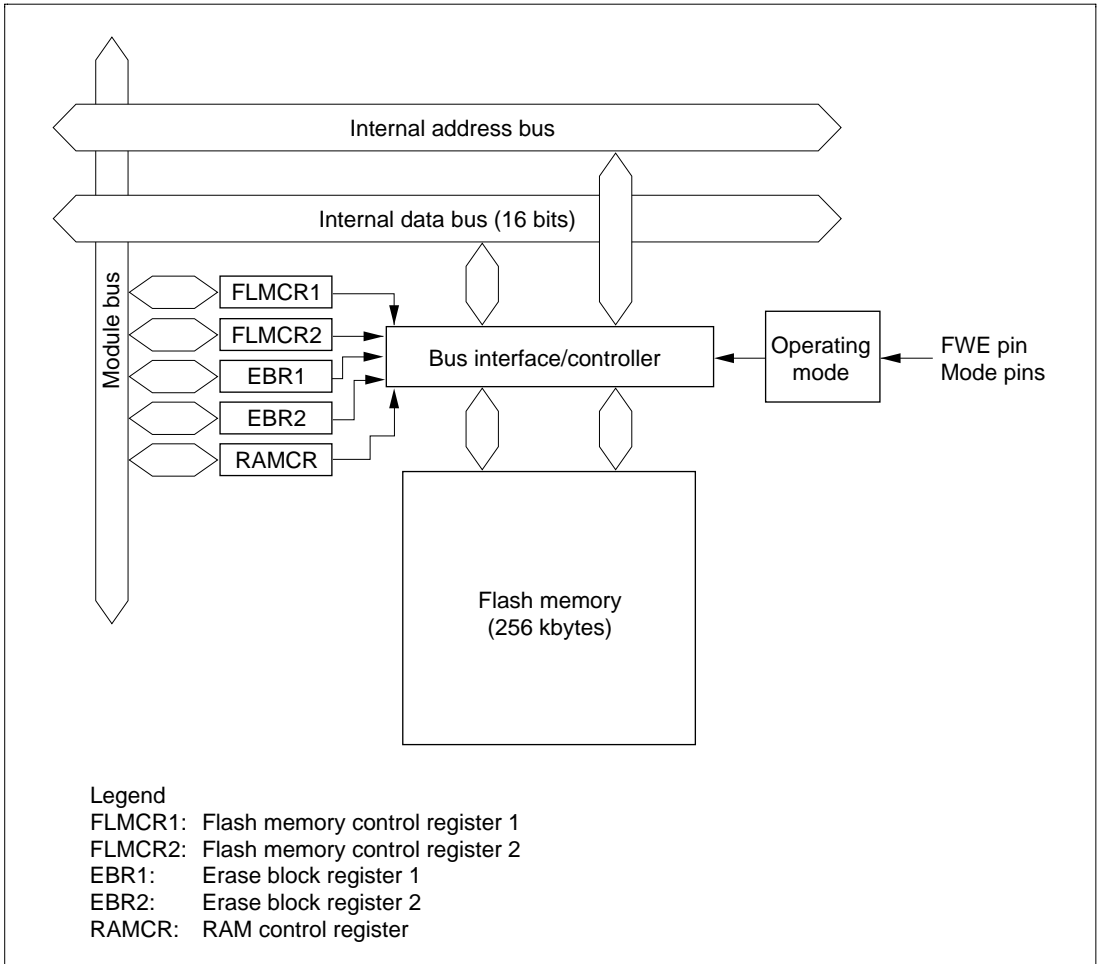 Internal address bus
Internal data bus (16 bits)
Module bus
FLMCR1
FLMCR2
EBR1
EBR2
RAMCR
Bus interface/controller
Operating
mode
FWE pin
Mode pins
Flash memory
(256 kbytes)
Legend
FLMCR1: Flash memory control register 1
FLMCR2: Flash memory control register 2
EBR1: Erase block register 1
EBR2: Erase block register 2
RAMCR: RAM control register